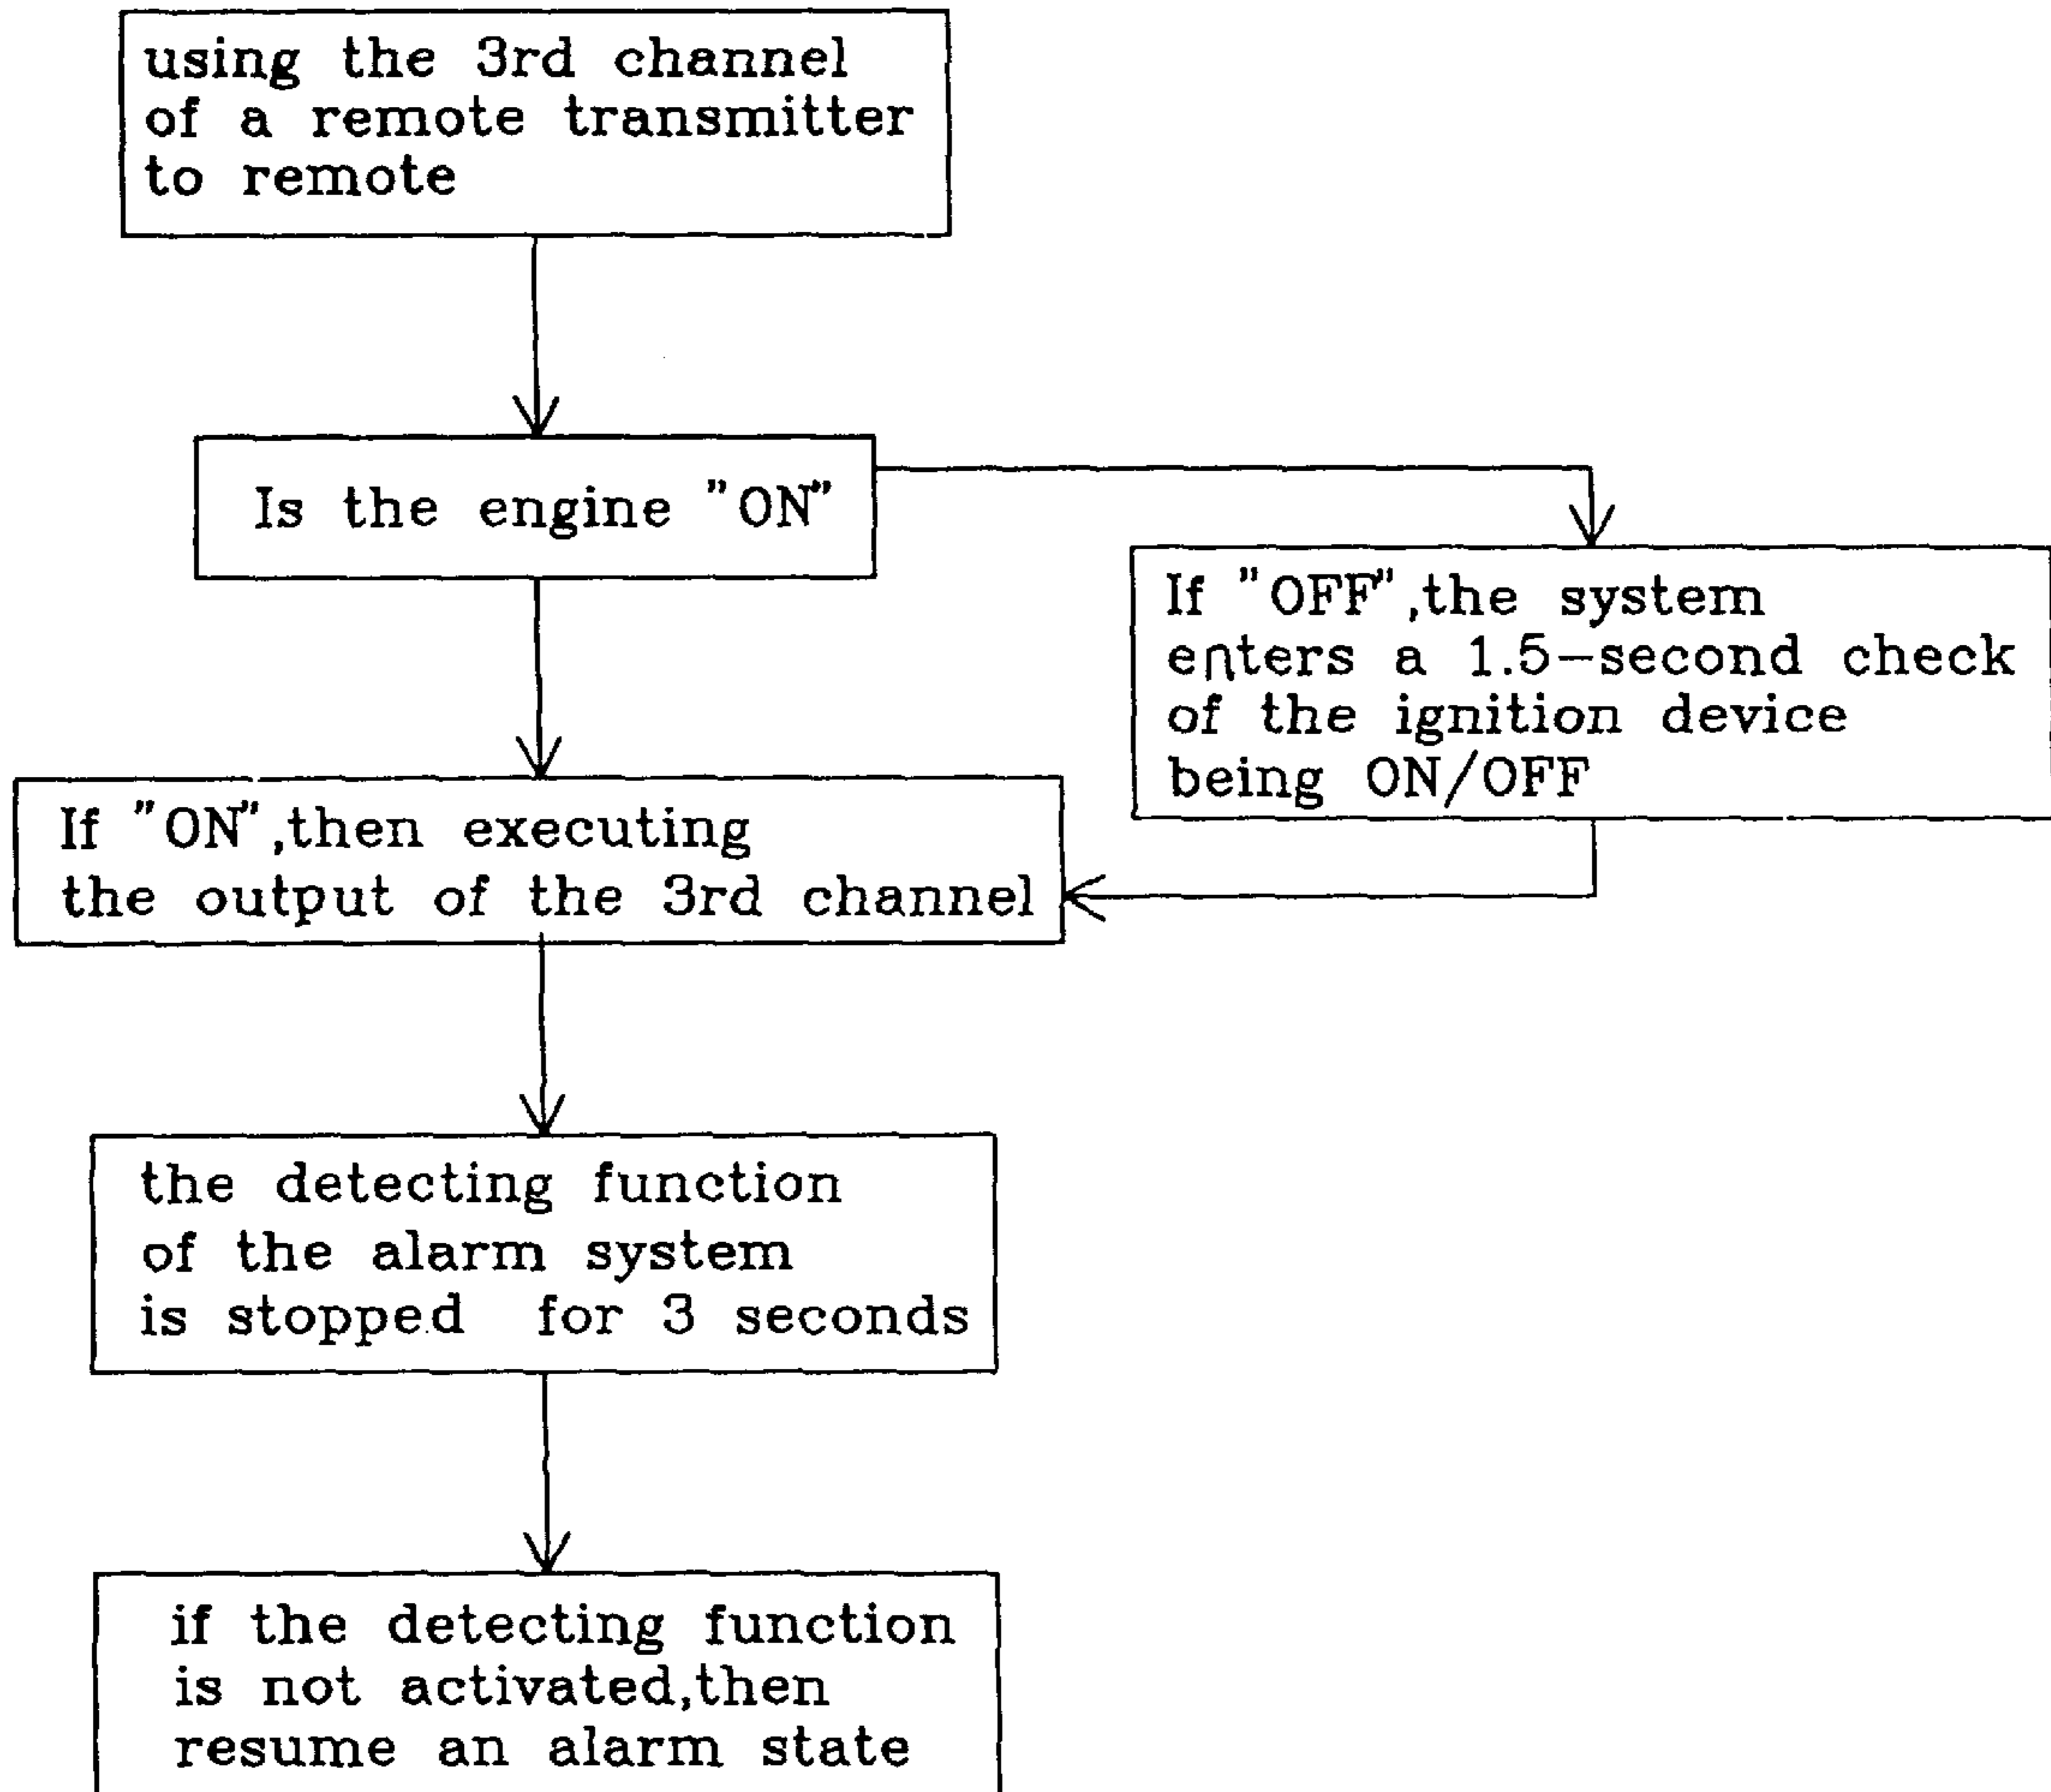 using the 3rd channel
of a remote transmitter
to remote
Is the engine "ON"
If "OFF",the system
enters a 1.5-second check
of the ignition device
being ON/OFF
If "ON",then executing
the output of the 3rd channel
the detecting function
of the alarm system
is stopped for 3 seconds
if the detecting function
is not activated,then
resume an alarm state